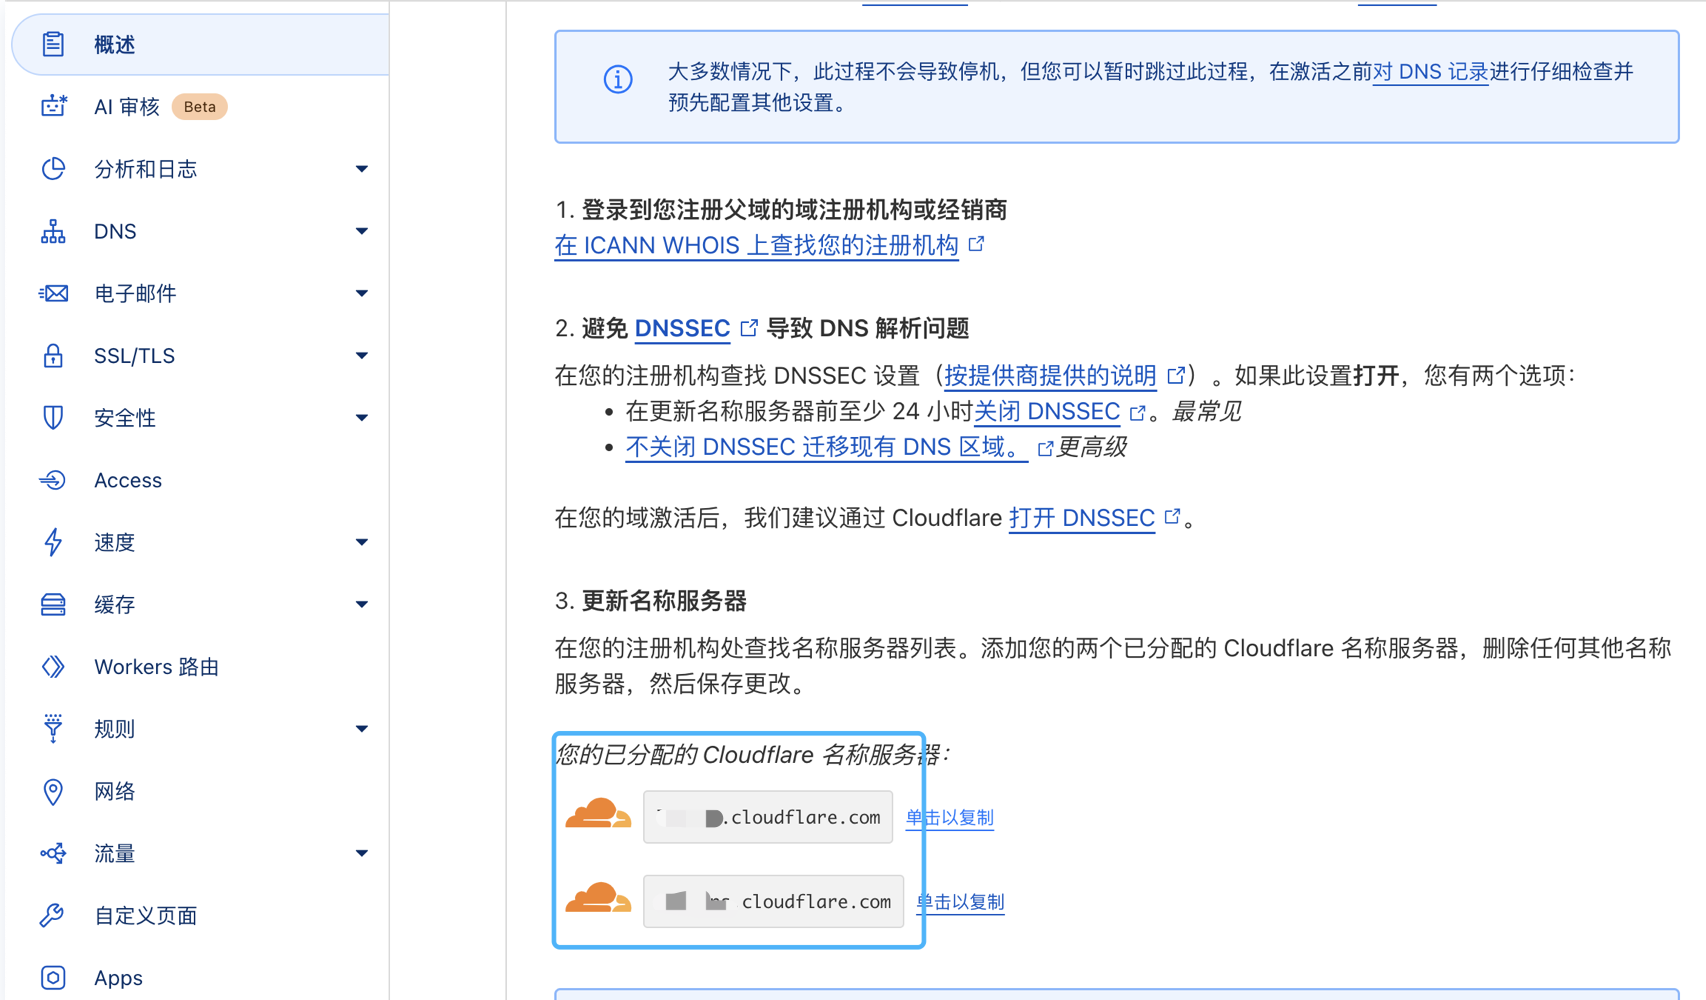 概述
AI 审核 Beta
分析和日志
DNS
电子邮件
SSL/TLS
安全性
Access
速度
缓存
Workers 路由
规则
网络
流量
自定义页面
Apps
大多数情况下，此过程不会导致停机，但您可以暂时跳过此过程，在激活之前对 DNS 记录进行仔细检查并
预先配置其他设置。
1. 登录到您注册父域的域注册机构或经销商
在 ICANN WHOIS 上查找您的注册机构
2. 避免 DNSSEC 导致 DNS 解析问题
在您的注册机构查找 DNSSEC 设置（按提供商提供的说明）。如果此设置打开，您有两个选项：
• 在更新名称服务器前至少 24 小时关闭 DNSSEC。最常见
• 不关闭 DNSSEC 迁移现有 DNS 区域。更高级
在您的域激活后，我们建议通过 Cloudflare 打开 DNSSEC。
3. 更新名称服务器
在您的注册机构处查找名称服务器列表。添加您的两个已分配的 Cloudflare 名称服务器，删除任何其他名称
服务器，然后保存更改。
您的已分配的 Cloudflare 名称服务器：
.cloudflare.com 单击以复制
cloudflare.com 单击以复制